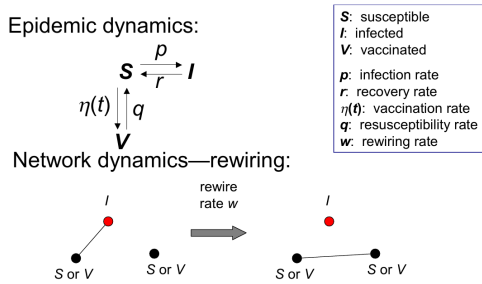 Epidemic dynamics:
p
S I
r
η(t) q
V
S: susceptible
I: infected
V: vaccinated
p: infection rate
r: recovery rate
η(t): vaccination rate
q: resusceptibility rate
w: rewiring rate
Network dynamics—rewiring:
rewire
rate w
I
S or V
S or V
I
S or V
S or V